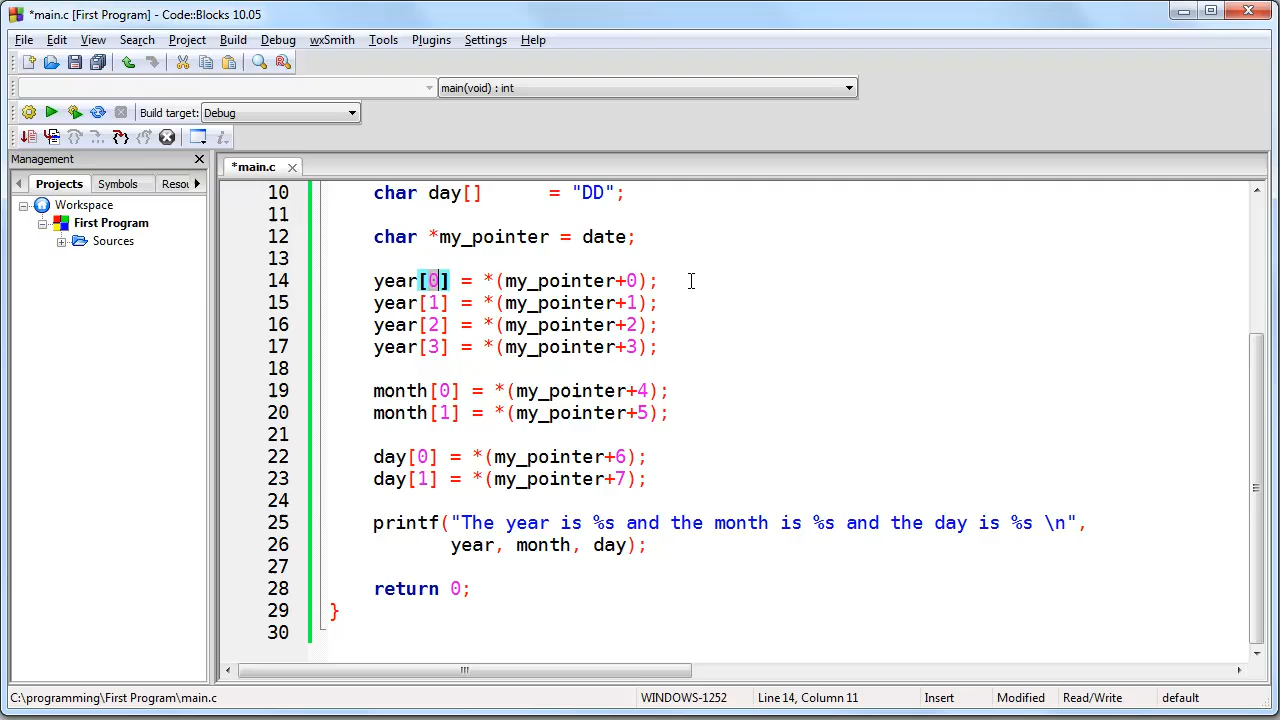 *main.c [First Program] - Code::Blocks 10.05
File Edit View Search Project Build Debug wxSmith Tools Plugins Settings Help
main(void) : int
Build target: Debug
Management
*main.c
Projects Symbols Resou
Workspace
First Program
Sources
10 char day[] = "DD";
11
12 char *my_pointer = date;
13
14 year[0] = *(my_pointer+0);
15 year[1] = *(my_pointer+1);
16 year[2] = *(my_pointer+2);
17 year[3] = *(my_pointer+3);
18
19 month[0] = *(my_pointer+4);
20 month[1] = *(my_pointer+5);
21
22 day[0] = *(my_pointer+6);
23 day[1] = *(my_pointer+7);
24
25 printf("The year is %s and the month is %s and the day is %s \n",
26 year, month, day);
27
28 return 0;
29 }
30
C:\programming\First Program\main.c WINDOWS-1252 Line 14, Column 11 Insert Modified Read/Write default